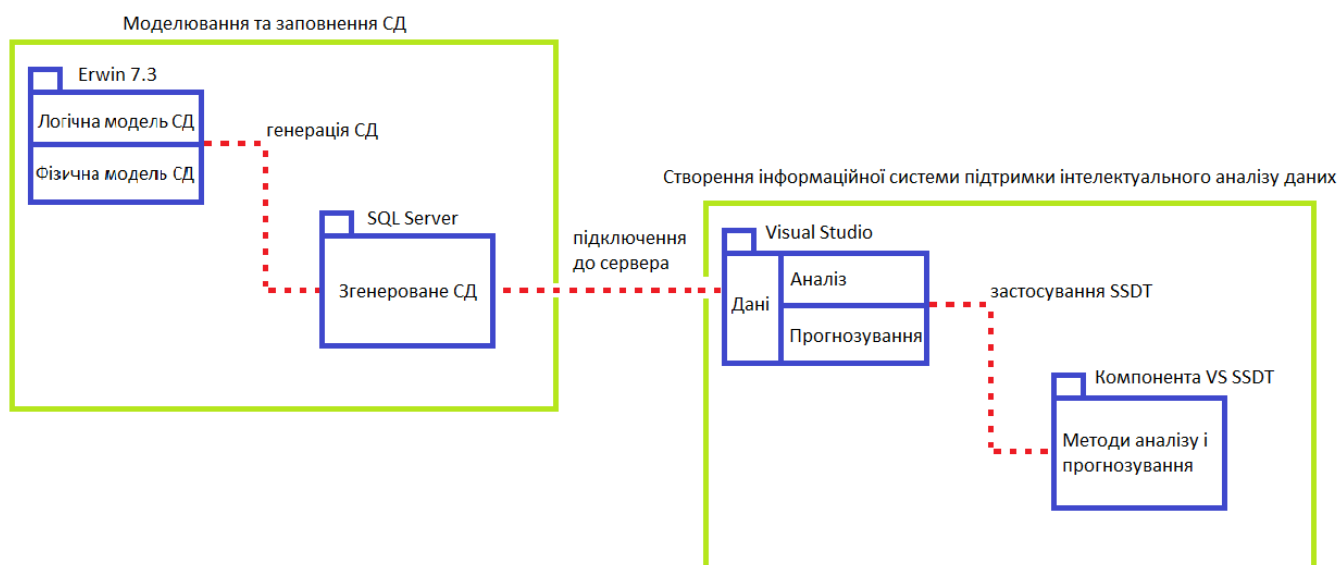 Моделювання та заповнення СД
Erwin 7.3
Логічна модель СД
Фізична модель СД
генерація СД
SQL Server
Згенероване СД
підключення
до сервера
Створення інформаційної системи підтримки інтелектуального аналізу даних
Visual Studio
Дані
Аналіз
Прогнозування
застосування SSDT
Компонента VS SSDT
Методи аналізу і
прогнозування